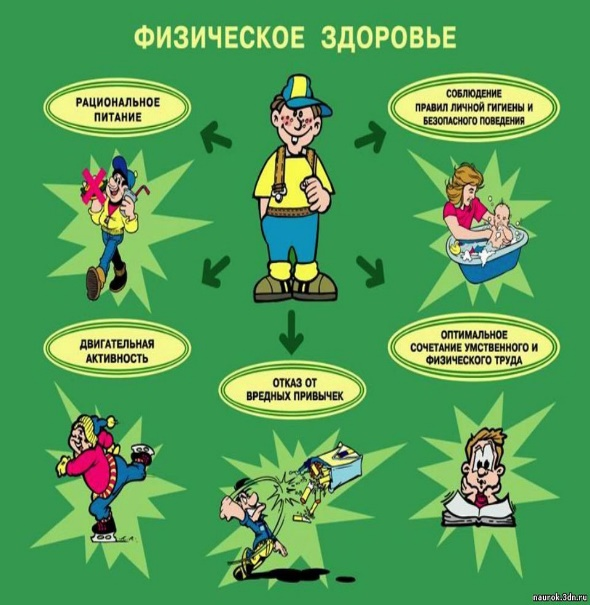 ФИЗИЧЕСКОЕ ЗДОРОВЬЕ
РАЦИОНАЛЬНОЕ
ПИТАНИЕ
СОБЛЮДЕНИЕ
ПРАВИЛ ЛИЧНОЙ ГИГИЕНЫ И
БЕЗОПАСНОГО ПОВЕДЕНИЯ
ДВИГАТЕЛЬНАЯ
АКТИВНОСТЬ
ОТКАЗ ОТ
ВРЕДНЫХ ПРИВЫЧЕК
ОПТИМАЛЬНОЕ
СОЧЕТАНИЕ УМСТВЕННОГО И
ФИЗИЧЕСКОГО ТРУДА
naurok.3dn.ru